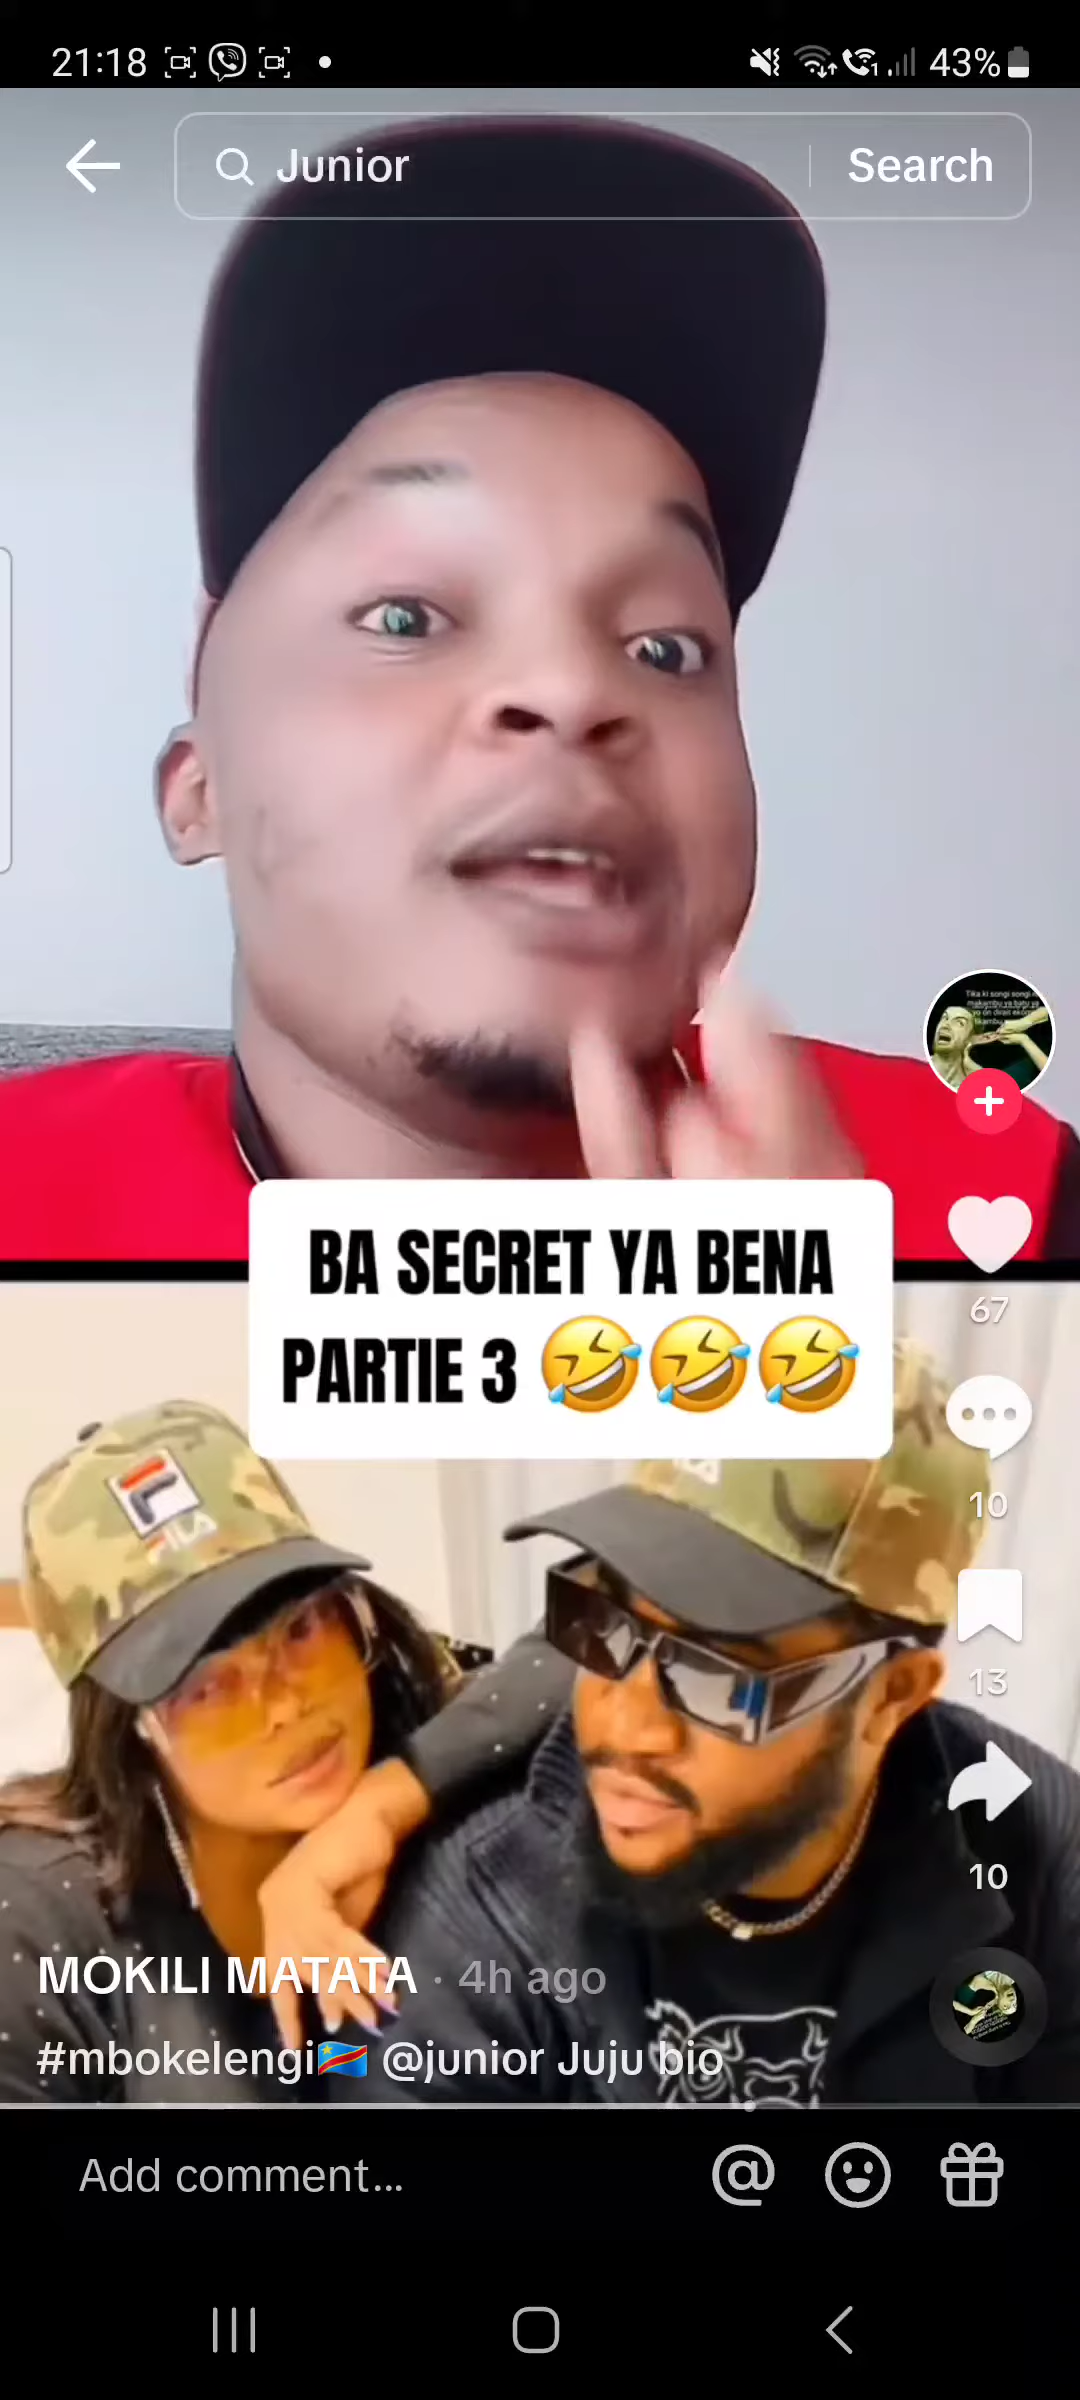 21:18
43%
Junior
Search
67
BA SECRET YA BENA
PARTIE 3 🤣🤣🤣
10
FILA
13
10
MOKILI MATATA · 4h ago
#mbokelengi🇨🇩 @junior Juju bio
Add comment...